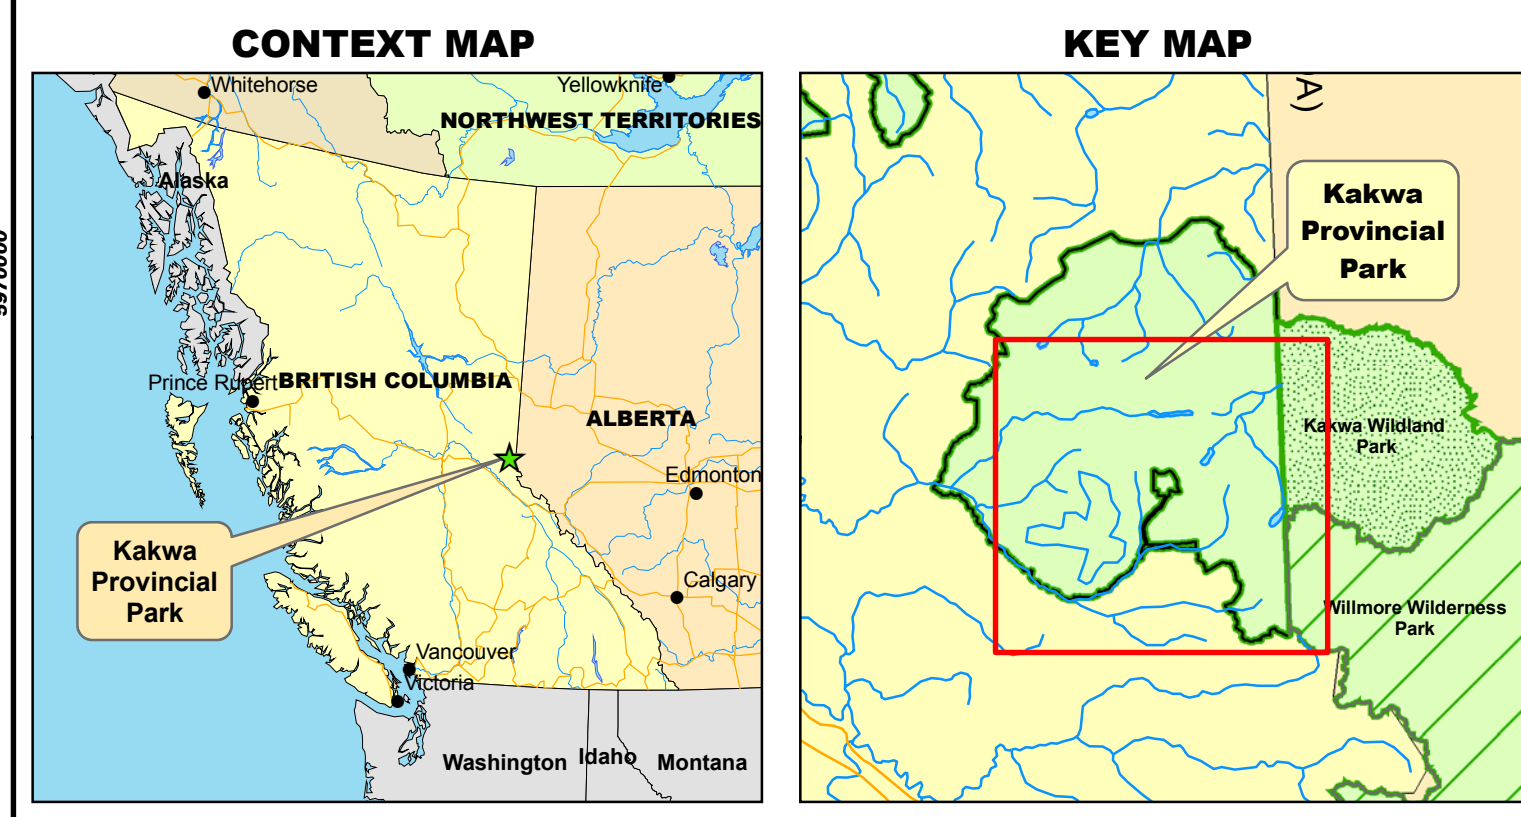 CONTEXT MAP
Whitehorse
Yellowknife
NORTHWEST TERRITORIES
Alaska
Prince Rupert
BRITISH COLUMBIA
ALBERTA
Edmonton
Kakwa
Provincial
Park
Calgary
Vancouver
Victoria
Washington
Idaho
Montana
KEY MAP
Kakwa
Provincial
Park
Kakwa Wildland
Park
Willmore Wilderness
Park